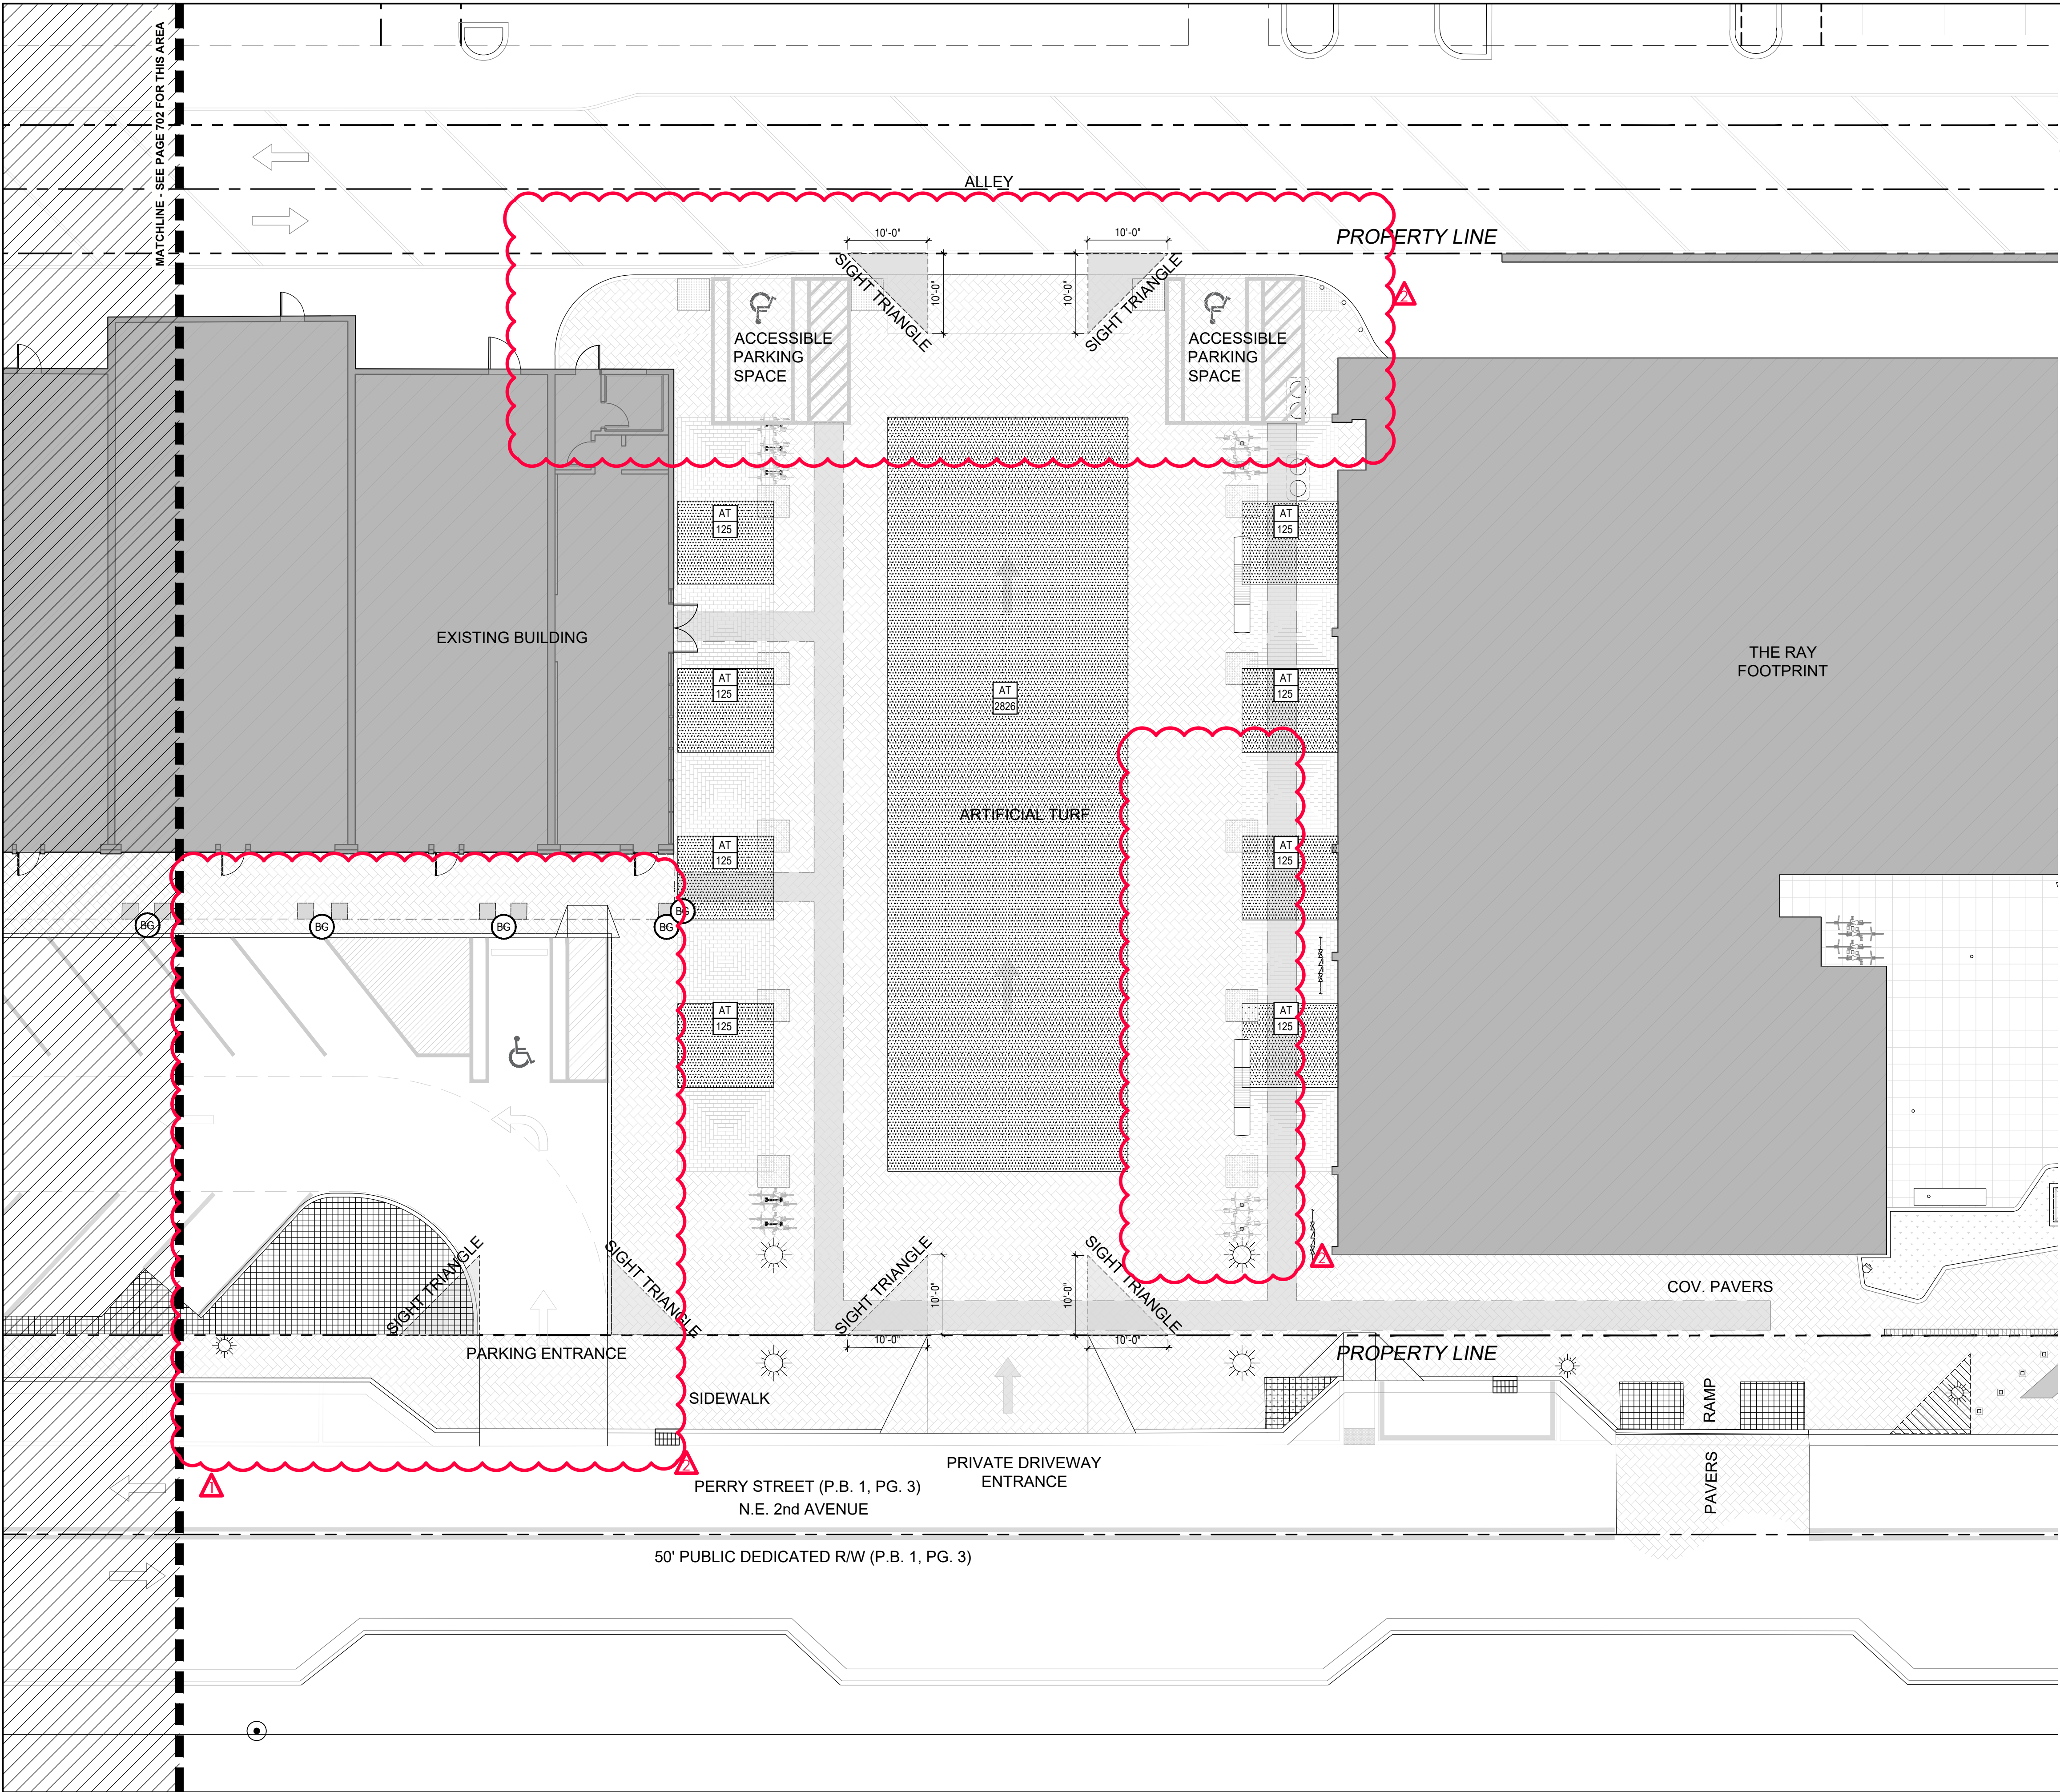 MATCHLINE - SEE PAGE 702 FOR THIS AREA
ALLEY
PROPERTY LINE
10'-0"
10'-0"
10'-0"
10'-0"
SIGHT TRIANGLE
SIGHT TRIANGLE
2
ACCESSIBLE
PARKING
SPACE
ACCESSIBLE
PARKING
SPACE
AT
125
AT
125
EXISTING BUILDING
THE RAY
FOOTPRINT
AT
125
AT
2826
AT
125
ARTIFICIAL TURF
AT
125
AT
125
BG
BG
BG
BG
BG
AT
125
AT
125
SIGHT TRIANGLE
SIGHT TRIANGLE
SIGHT TRIANGLE
SIGHT TRIANGLE
2
10'-0"
10'-0"
10'-0"
10'-0"
COV. PAVERS
PARKING ENTRANCE
PROPERTY LINE
SIDEWALK
RAMP
1
2
PRIVATE DRIVEWAY
ENTRANCE
PERRY STREET (P.B. 1, PG. 3)
N.E. 2nd AVENUE
PAVERS
50' PUBLIC DEDICATED R/W (P.B. 1, PG. 3)